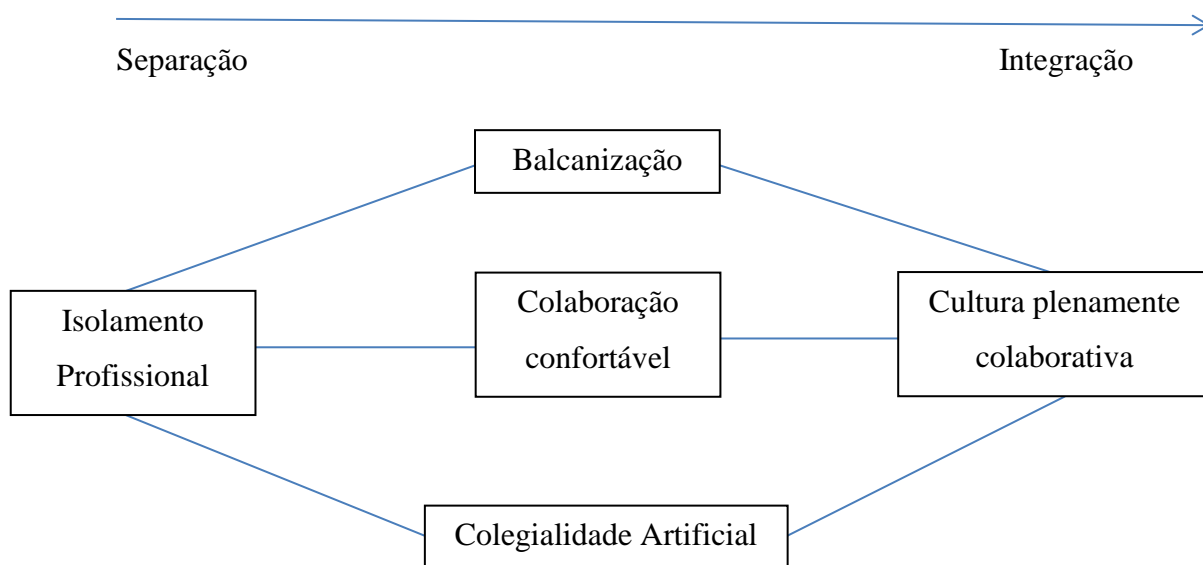 Separação
Integração
Balcanização
Isolamento
Profissional
Colaboração
confortável
Cultura plenamente
colaborativa
Colegialidade Artificial